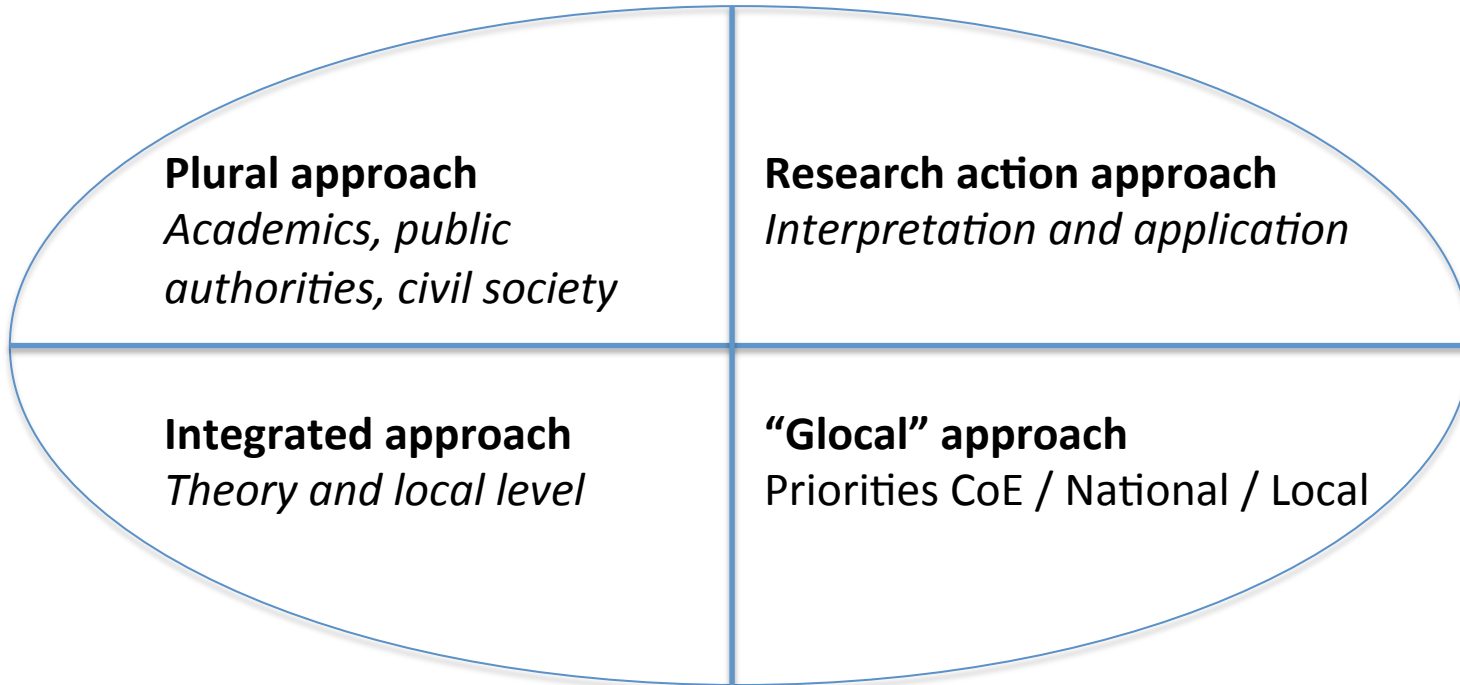 Plural approach
Academics, public
authorities, civil society
Research action approach
Interpretation and application
Integrated approach
Theory and local level
“Glocal” approach
Priorities CoE / National / Local